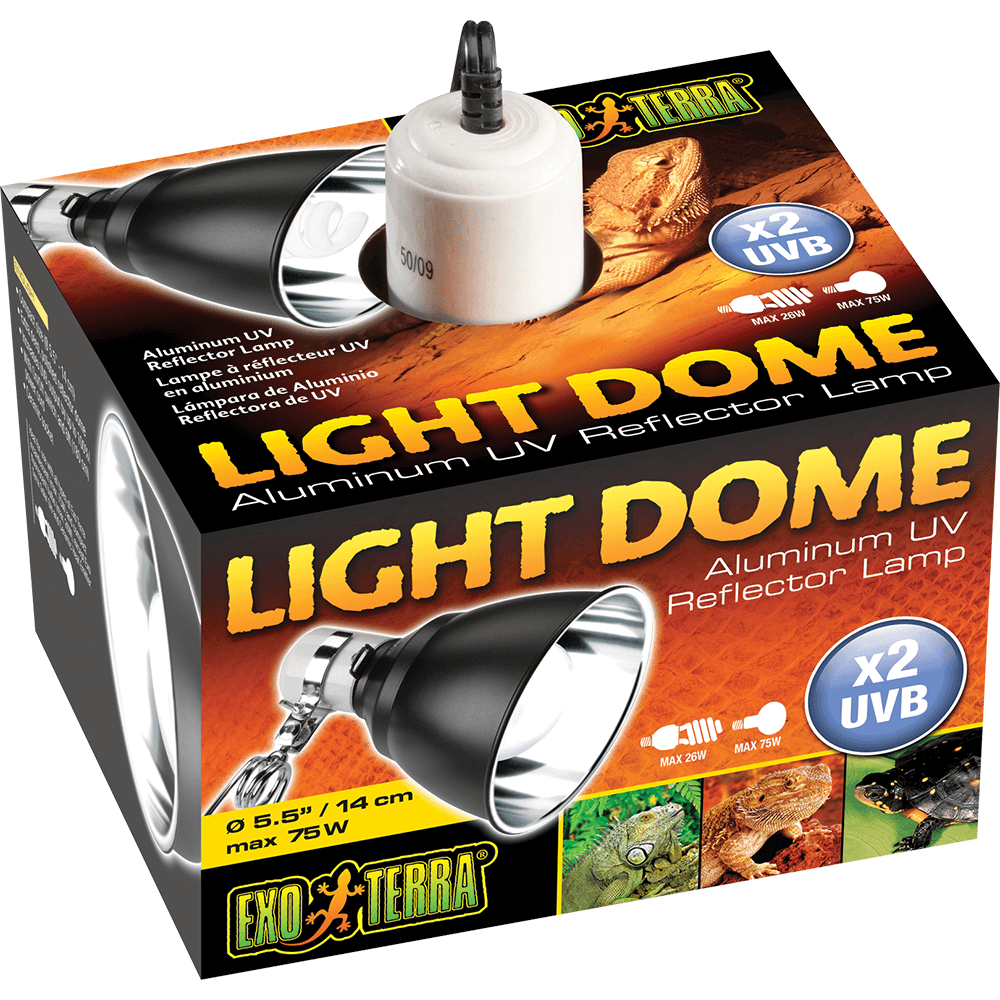 EXO TERRA®
50/09
x2
UVB
MAX 26W
MAX 75W
Aluminum UV
Reflector Lamp
Lampe à réflecteur UV
en aluminium
Lámpara de Aluminio
Reflectora de UV
LIGHT DOME
Aluminum UV Reflector Lamp
LIGHT DOME
Aluminum UV
Reflector Lamp
x2
UVB
MAX 26W
MAX 75W
Ø 5.5" / 14 cm
max 75W
EXO TERRA®